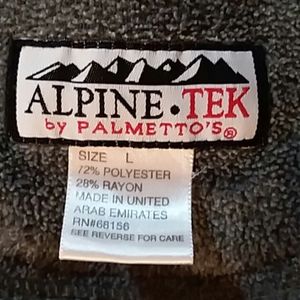 ALPINE•TEK
by PALMETTO'S®
SIZE L
72% POLYESTER
28% RAYON
MADE IN UNITED
ARAB EMIRATES
RN#68156
SEE REVERSE FOR CARE